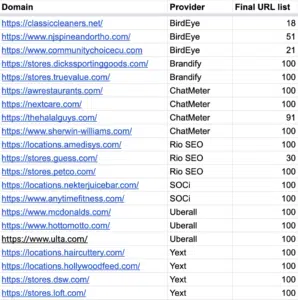 Domain Provider Final URL list
https://classiccleaners.net/ BirdEye 18
https://www.njspineandortho.com/ BirdEye 51
https://www.communitychoicecu.com BirdEye 21
https://stores.dickssportinggoods.com/ Brandify 100
https://stores.truevalue.com/ Brandify 100
https://awrestaurants.com/ ChatMeter 100
https://nextcare.com/ ChatMeter 100
https://thehalalguys.com/ ChatMeter 91
https://www.sherwin-williams.com/ ChatMeter 100
https://locations.amedisys.com/ Rio SEO 100
https://stores.guess.com/ Rio SEO 30
https://stores.petco.com/ Rio SEO 100
https://locations.nekterjuicebar.com/ SOCi 100
https://www.anytimefitness.com/ SOCi 100
https://www.mcdonalds.com/ Uberall 100
https://www.hottomotto.com/ Uberall 100
https://www.ulta.com/ Uberall 100
https://locations.haircuttery.com/ Yext 100
https://locations.hollywoodfeed.com/ Yext 100
https://stores.dsw.com/ Yext 100
https://stores.loft.com/ Yext 100